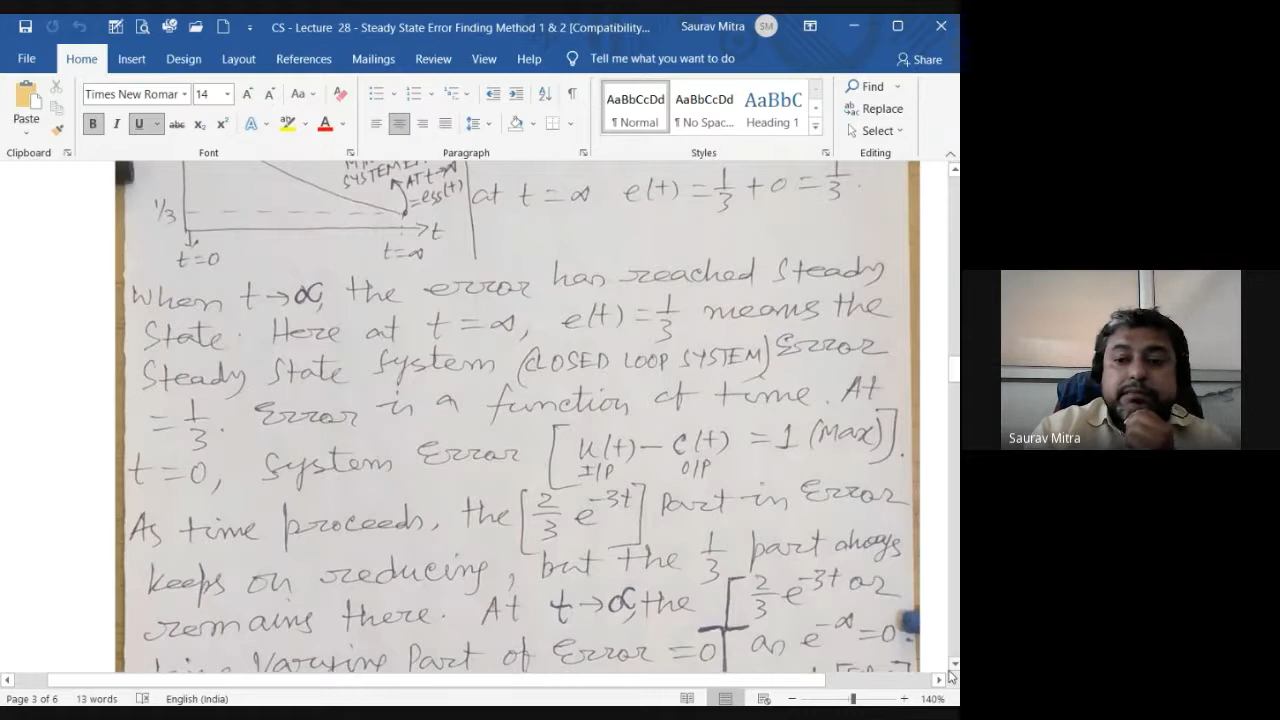 CS - Lecture 28 - Steady State Error Finding Method 1 & 2 [Compatibility...
Saurav Mitra
SM
File Home Insert Design Layout References Mailings Review View Help Tell me what you want to do Share
Paste
Times New Romar 14
AaBbCcDd AaBbCcDd AaBbC
¶ Normal ¶ No Spac... Heading 1
Find
Replace
Select
Clipboard Font Paragraph Styles Editing
SYSTEM
AT t→∞
= ess(t)
1/3
t
t=0
t=∞
at t=∞ e(t) = 1/3 + 0 = 1/3.
When t→∞, the error has reached steady
state. Here at t=∞, e(t) = 1/3 means the
steady state system (CLOSED LOOP SYSTEM) Error
= 1/3. Error is a function of time. At
t=0, system Error [u(t) - c(t) = 1 (Max)].
I/P O/P
As time proceeds, the [2/3 e^-3t] part in Error
keeps on reducing, but the 1/3 part always
remains there. At t→∞, the [2/3 e^-3t as
Varying Part of Error = 0 as e^-∞ = 0.
Saurav Mitra
Page 3 of 6 13 words English (India) 140%